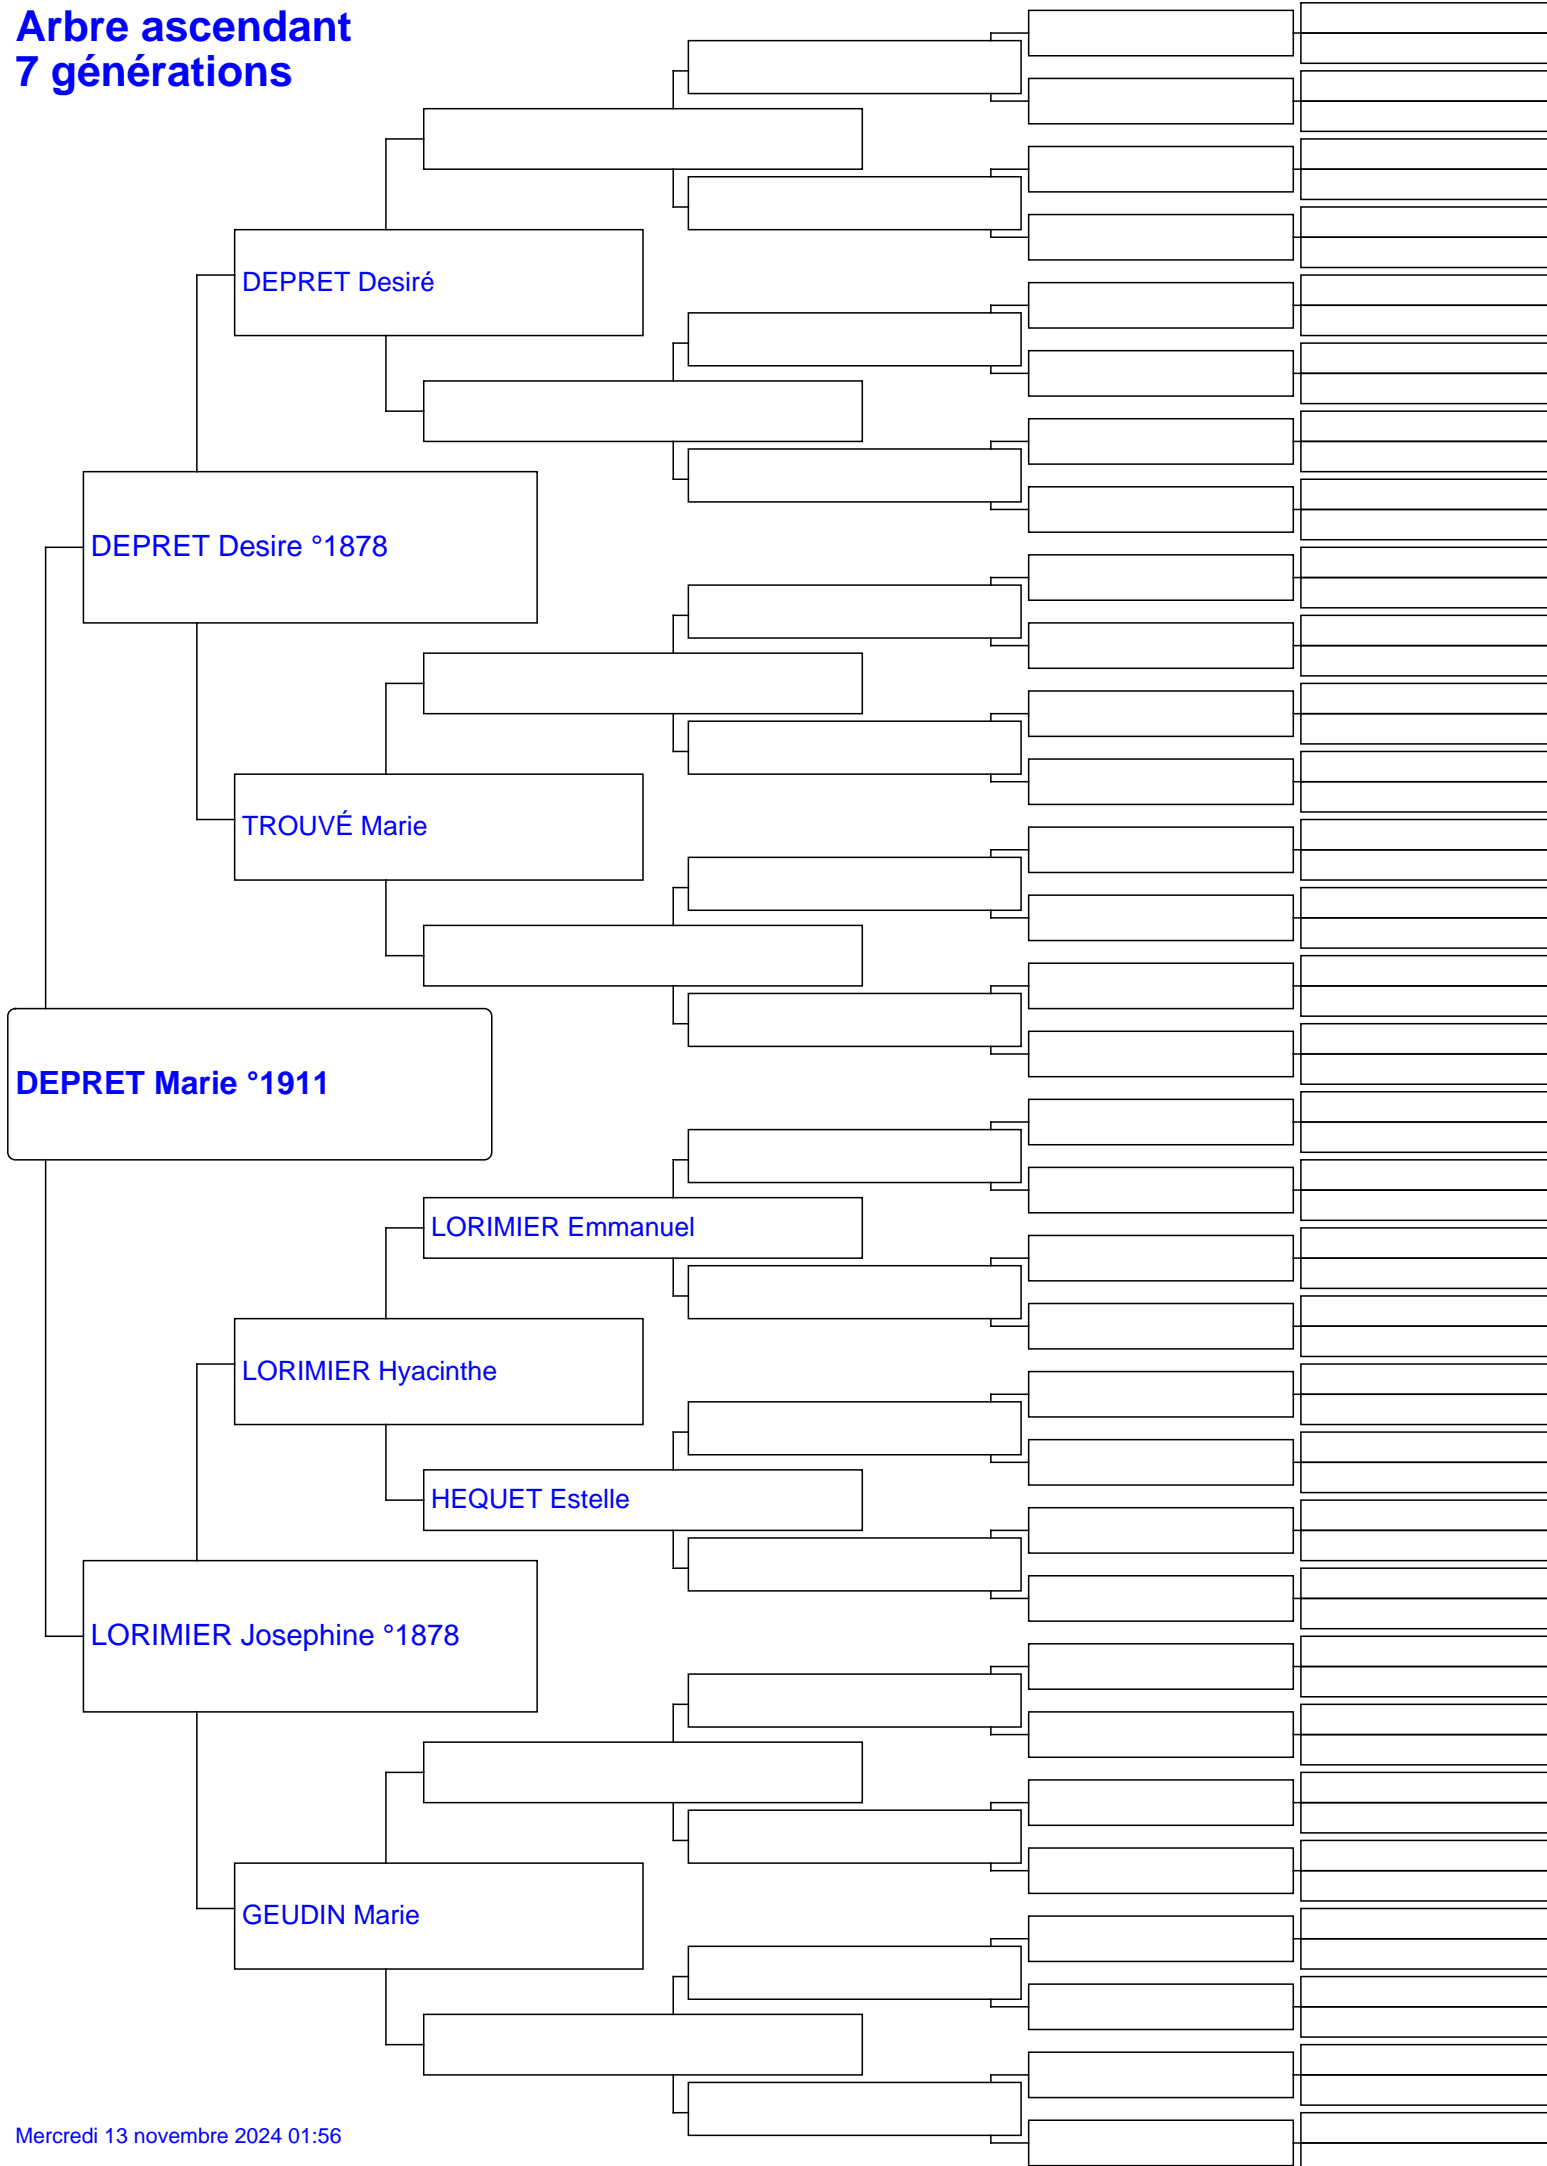 Arbre ascendant
7 générations
DEPRET Desiré
DEPRET Desire °1878
TROUVÉ Marie
DEPRET Marie °1911
LORIMIER Emmanuel
LORIMIER Hyacinthe
HEQUET Estelle
LORIMIER Josephine °1878
GEUDIN Marie
Mercredi 13 novembre 2024 01:56